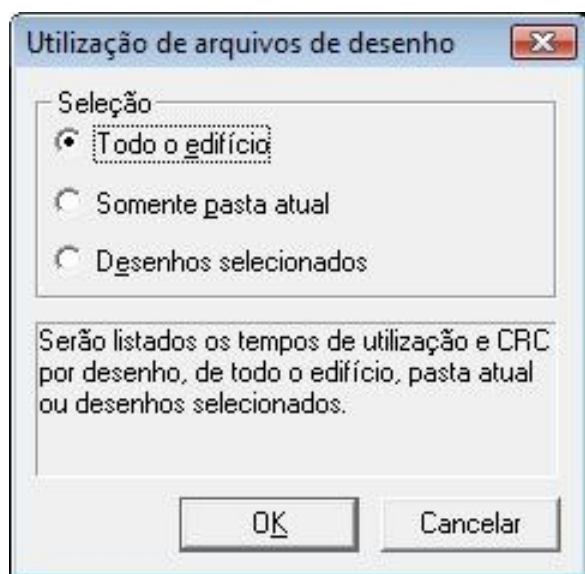 Utilização de arquivos de desenho
Seleção
Todo o edifício
Somente pasta atual
Desenhos selecionados
Serão listados os tempos de utilização e CRC
por desenho, de todo o edifício, pasta atual
ou desenhos selecionados.
OK
Cancelar